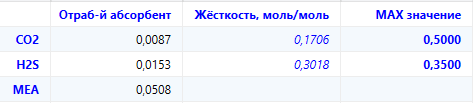 Отраб-й абсорбент Жёсткость, моль/моль MAX значение
CO2 0,0087 0,1706 0,5000
H2S 0,0153 0,3018 0,3500
MEA 0,0508